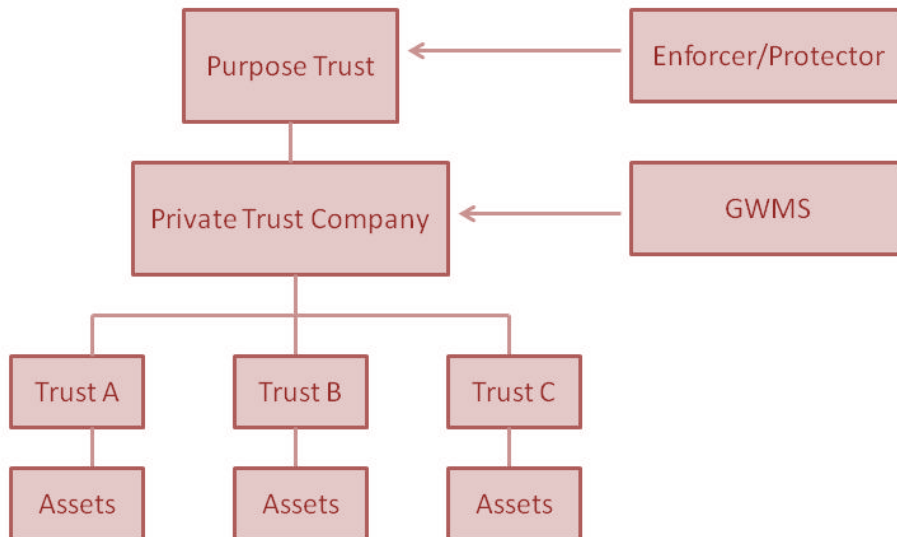 Purpose Trust
Enforcer/Protector
Private Trust Company
GWMS
Trust A
Trust B
Trust C
Assets
Assets
Assets